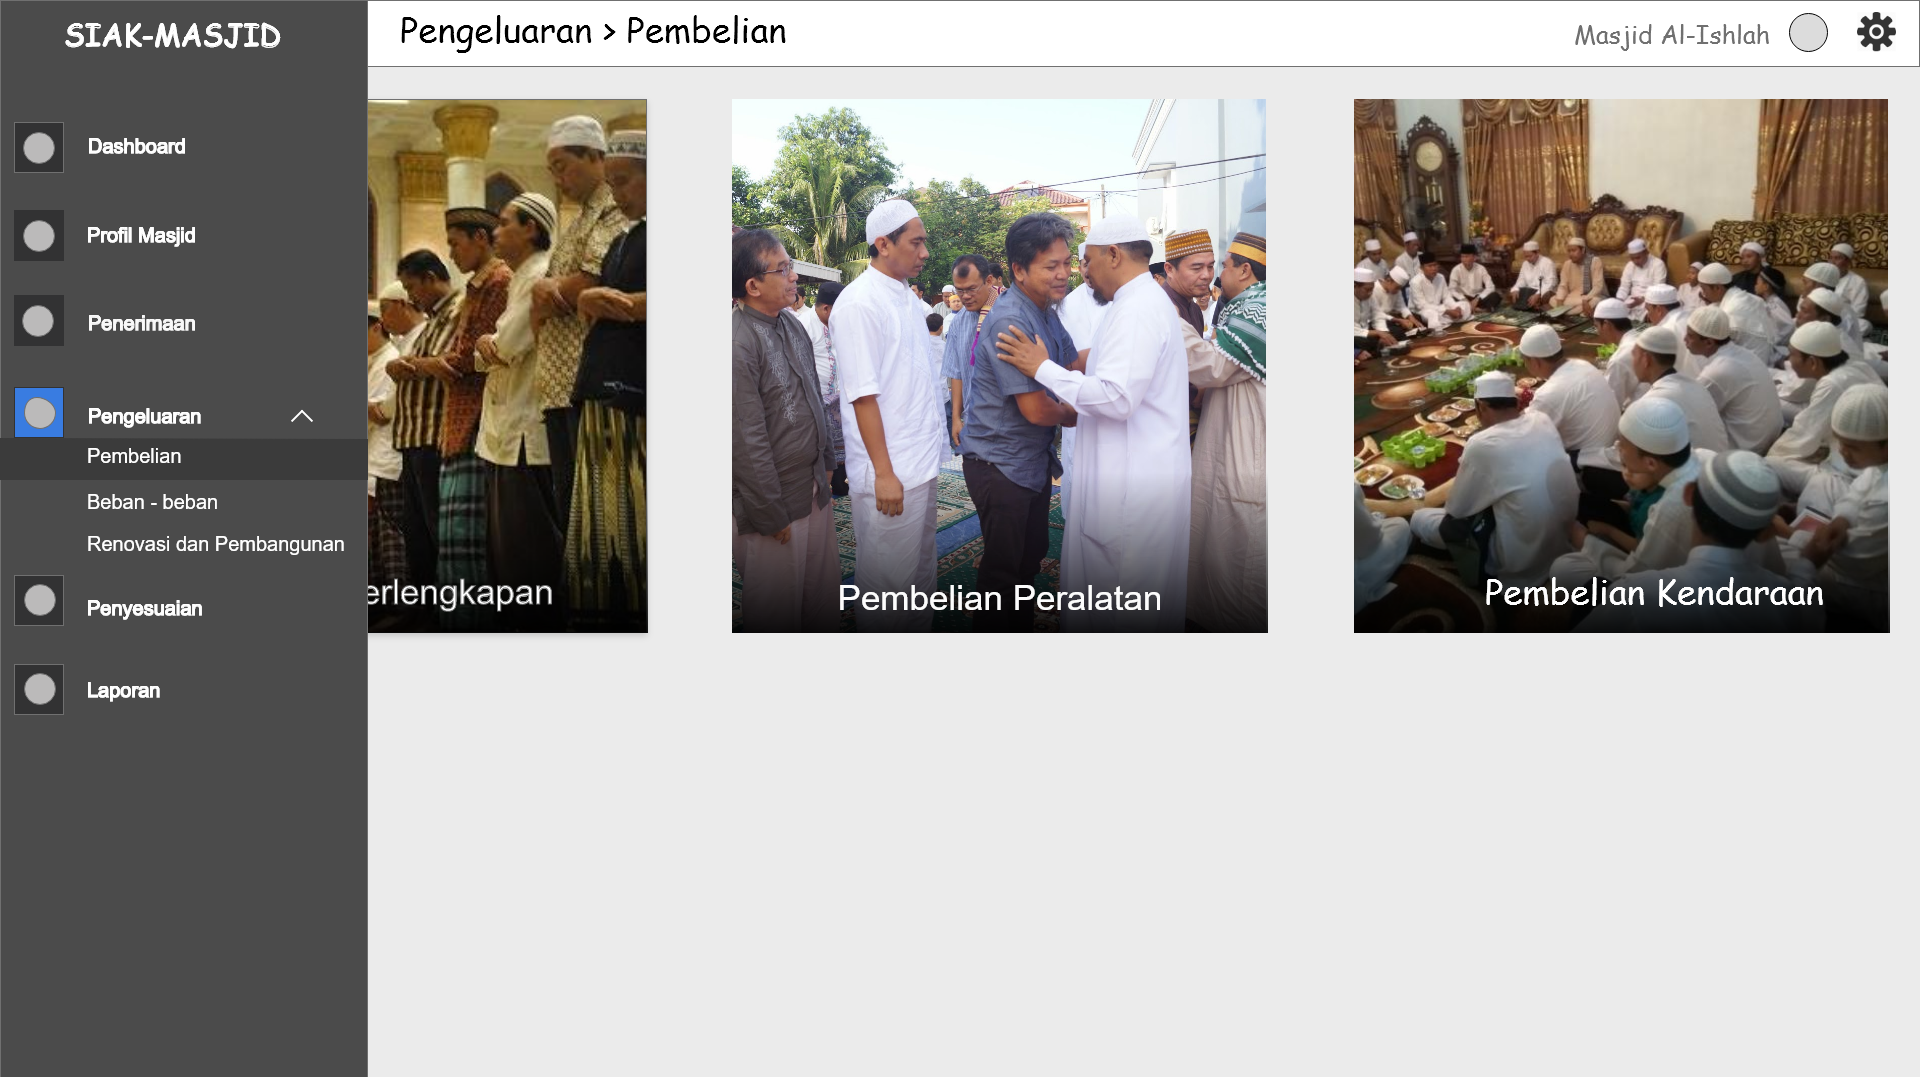 SIAK-MASJID
Pengeluaran > Pembelian
Masjid Al-Ishlah
Dashboard
Profil Masjid
Penerimaan
Pengeluaran
Pembelian
Beban - beban
Renovasi dan Pembangunan
Penyesuaian
Laporan
erlengkapan
Pembelian Peralatan
Pembelian Kendaraan